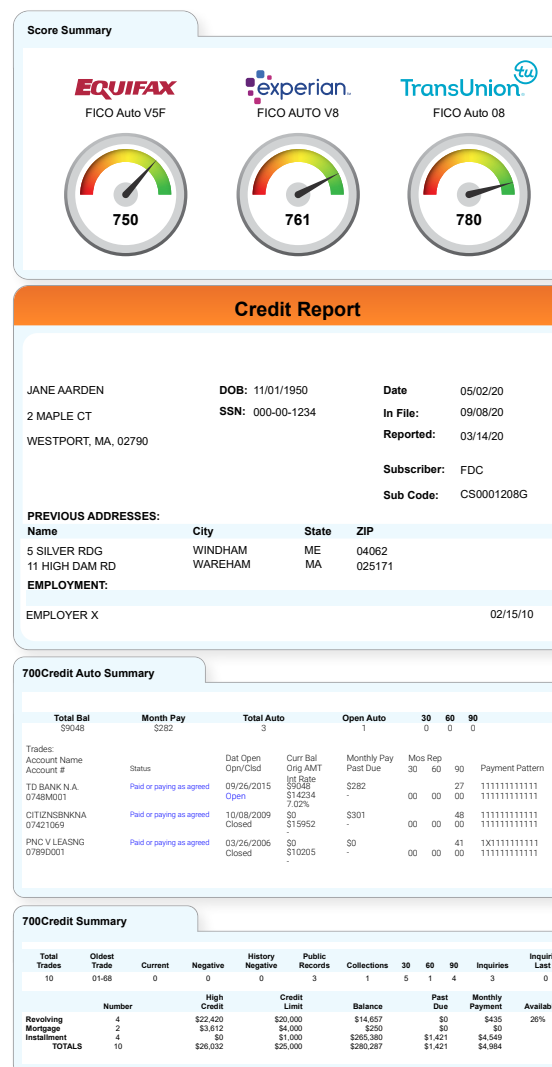 Score Summary
EQUIFAX
experian.
TransUnion.
tu
FICO Auto V5F
FICO AUTO V8
FICO Auto 08
750
761
780
Credit Report
JANE AARDEN DOB: 11/01/1950 Date 05/02/20
2 MAPLE CT SSN: 000-00-1234 In File: 09/08/20
WESTPORT, MA, 02790 Reported: 03/14/20
Subscriber: FDC
Sub Code: CS0001208G
PREVIOUS ADDRESSES:
Name City State ZIP
5 SILVER RDG WINDHAM ME 04062
11 HIGH DAM RD WAREHAM MA 025171
EMPLOYMENT:
EMPLOYER X 02/15/10
700Credit Auto Summary
Total Bal Month Pay Total Auto Open Auto 30 60 90
$9048 $282 3 1 0 0 0
Trades:
Account Name Dat Open Curr Bal Monthly Pay Mos Rep
Account # Status Opn/Clsd Orig AMT Past Due 30 60 90 Payment Pattern
Int Rate
TD BANK N.A. Paid or paying as agreed 09/26/2015 $9048 $282 27 11111111111
0748M001 Open $14234 - 00 00 00 11111111111
7.02%
CITIZNSBNKNA Paid or paying as agreed 10/08/2009 $0 $301 48 11111111111
07421069 Closed $15952 - 00 00 00 11111111111
-
PNC V LEASNG Paid or paying as agreed 03/26/2006 $0 $0 41 1X1111111111
0789D001 Closed $10205 - 00 00 00 11111111111
-
700Credit Summary
Total Oldest History Public Inquiri
Trades Trade Current Negative Negative Records Collections 30 60 90 Inquiries Last
10 01-68 0 0 0 3 1 5 1 4 3 0
High Credit Past Monthly
Number Credit Limit Balance Due Payment Availab
Revolving 4 $22,420 $20,000 $14,657 $0 $435 26%
Mortgage 2 $3,612 $4,000 $250 $0 $0
Installment 4 $0 $1,000 $265,380 $1,421 $4,549
TOTALS 10 $26,032 $25,000 $280,287 $1,421 $4,984